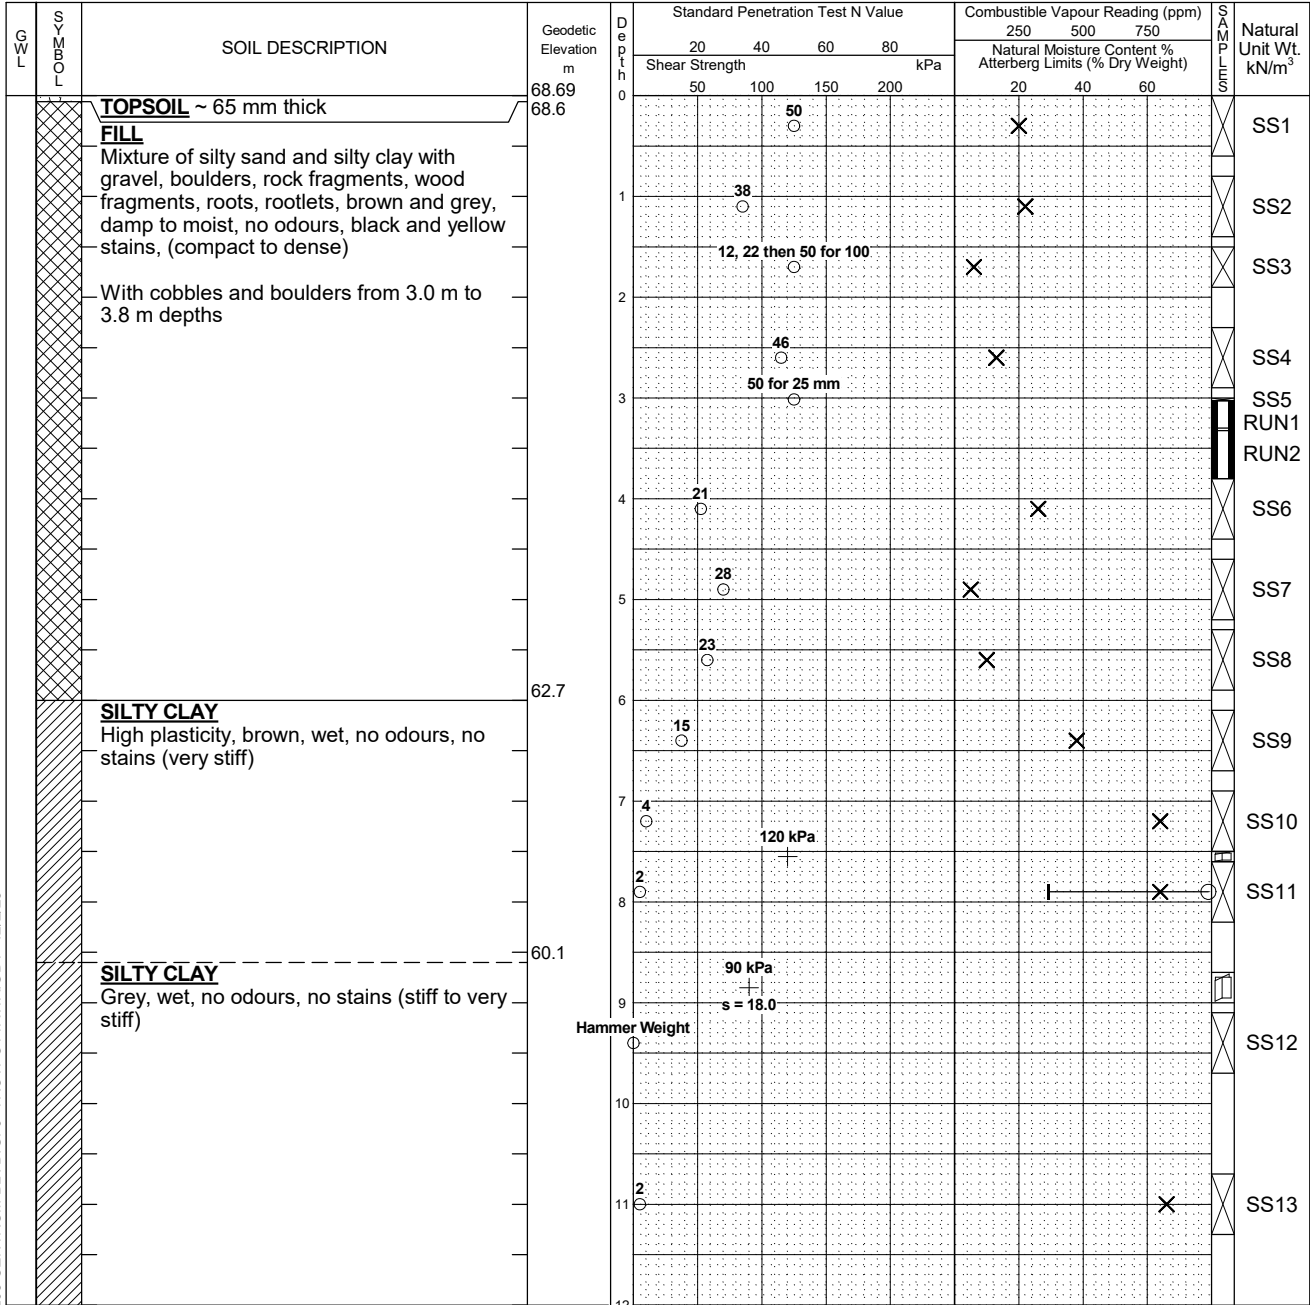 GWL
SYMBOL
SOIL DESCRIPTION
Geodetic
Elevation
m
Depth
Standard Penetration Test N Value
20 40 60 80
Shear Strength kPa
50 100 150 200
Combustible Vapour Reading (ppm)
250 500 750
Natural Moisture Content %
Atterberg Limits (% Dry Weight)
20 40 60
SAMPLES
Natural
Unit Wt.
kN/m³
68.69
0
TOPSOIL ~ 65 mm thick
68.6
FILL
Mixture of silty sand and silty clay with
gravel, boulders, rock fragments, wood
fragments, roots, rootlets, brown and grey,
damp to moist, no odours, black and yellow
stains, (compact to dense)
With cobbles and boulders from 3.0 m to
3.8 m depths
62.7
SILTY CLAY
High plasticity, brown, wet, no odours, no
stains (very stiff)
60.1
SILTY CLAY
Grey, wet, no odours, no stains (stiff to very
stiff)
50
SS1
1
38
SS2
12, 22 then 50 for 100
SS3
2
46
SS4
50 for 25 mm
3
SS5
RUN1
RUN2
21
4
SS6
28
SS7
5
23
SS8
6
15
SS9
7
4
SS10
120 kPa
2
SS11
8
90 kPa
9
s = 18.0
Hammer Weight
SS12
10
2
11
SS13